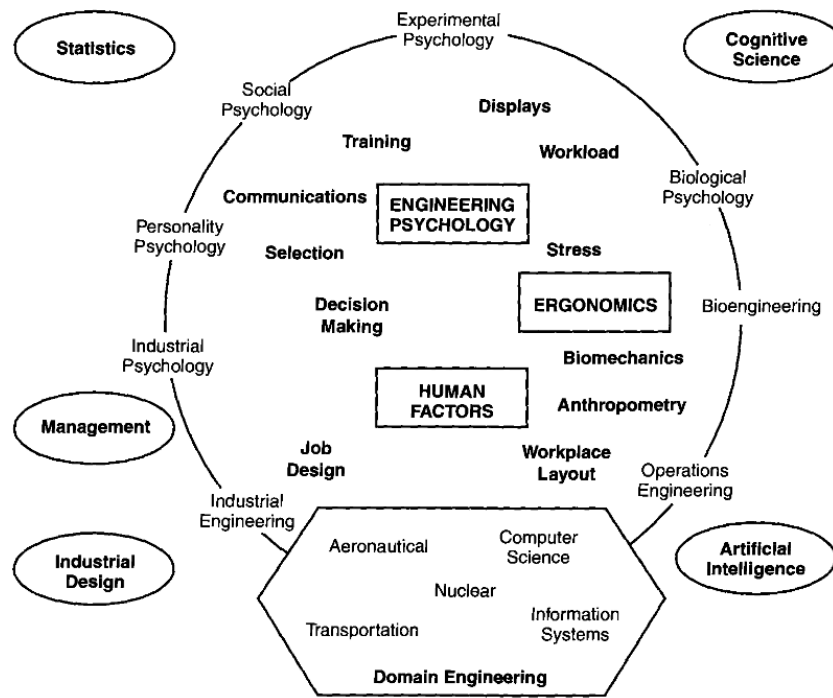 Experimental
Psychology
Statistics
Cognitive
Science
Social
Psychology
Displays
Training
Workload
Biological
Psychology
Communications
ENGINEERING
PSYCHOLOGY
Personality
Psychology
Selection
Stress
Decision
Making
ERGONOMICS
Bioengineering
Industrial
Psychology
Biomechanics
HUMAN
FACTORS
Anthropometry
Management
Job
Design
Workplace
Layout
Operations
Engineering
Industrial
Engineering
Aeronautical
Computer
Science
Industrial
Design
Artificial
Intelligence
Nuclear
Transportation
Information
Systems
Domain Engineering